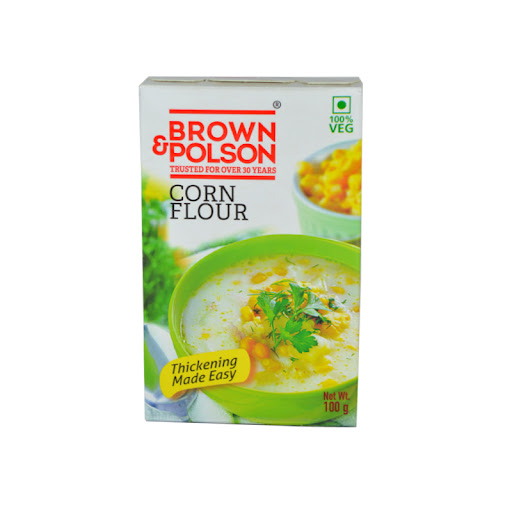 ®
BROWN
&POLSON
TRUSTED FOR OVER 30 YEARS
CORN
FLOUR
100%
VEG
Thickening
Made Easy
Net Wt.
100 g